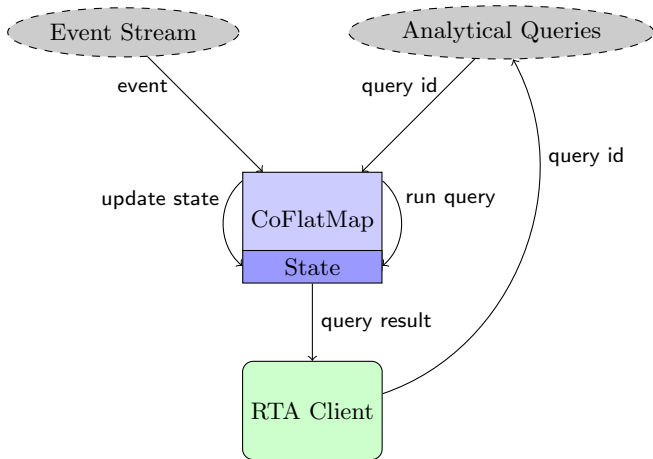 Event Stream
Analytical Queries
event
query id
query id
update state
CoFlatMap
run query
State
query result
RTA Client